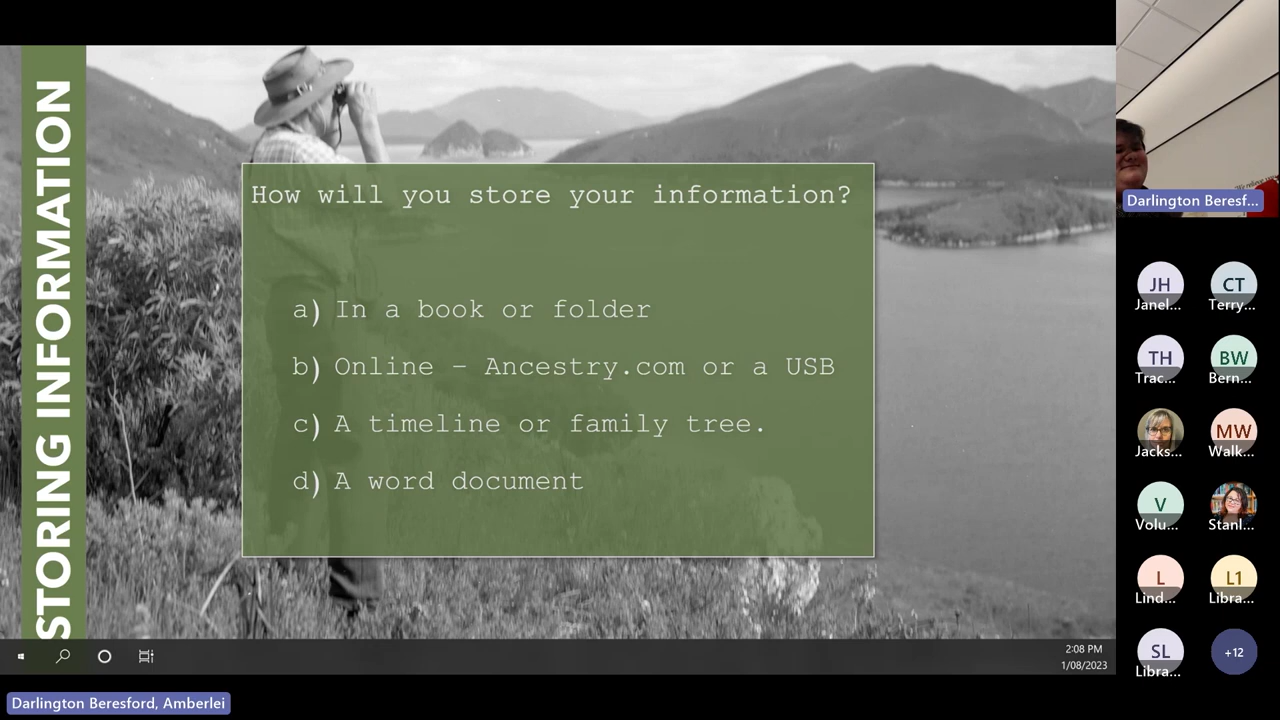 STORING INFORMATION
How will you store your information?
a) In a book or folder
b) Online – Ancestry.com or a USB
c) A timeline or family tree.
d) A word document
2:08 PM
1/08/2023
Darlington Beresford, Amberlei
Darlington Beresf...
JH
Janel...
CT
Terry...
TH
Trac...
BW
Bern...
Jacks...
MW
Walk...
V
Volu...
Stanl...
L
Lind...
L1
Libra...
SL
Libra...
+12